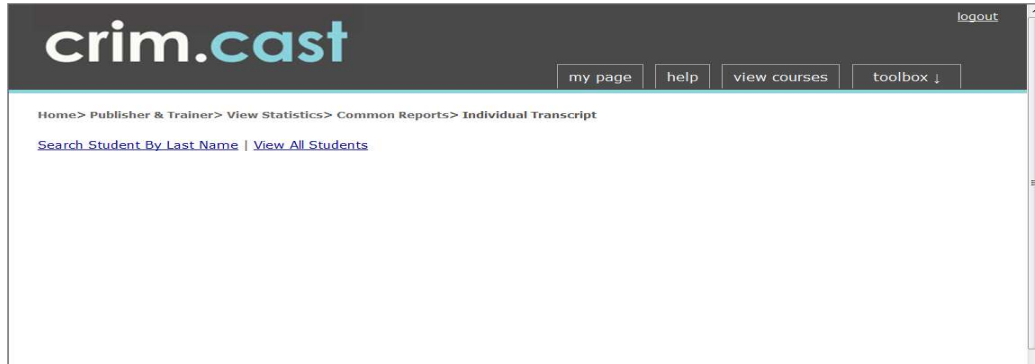 logout
crim.cast
my page help view courses toolbox ↓
Home> Publisher & Trainer> View Statistics> Common Reports> Individual Transcript
Search Student By Last Name | View All Students